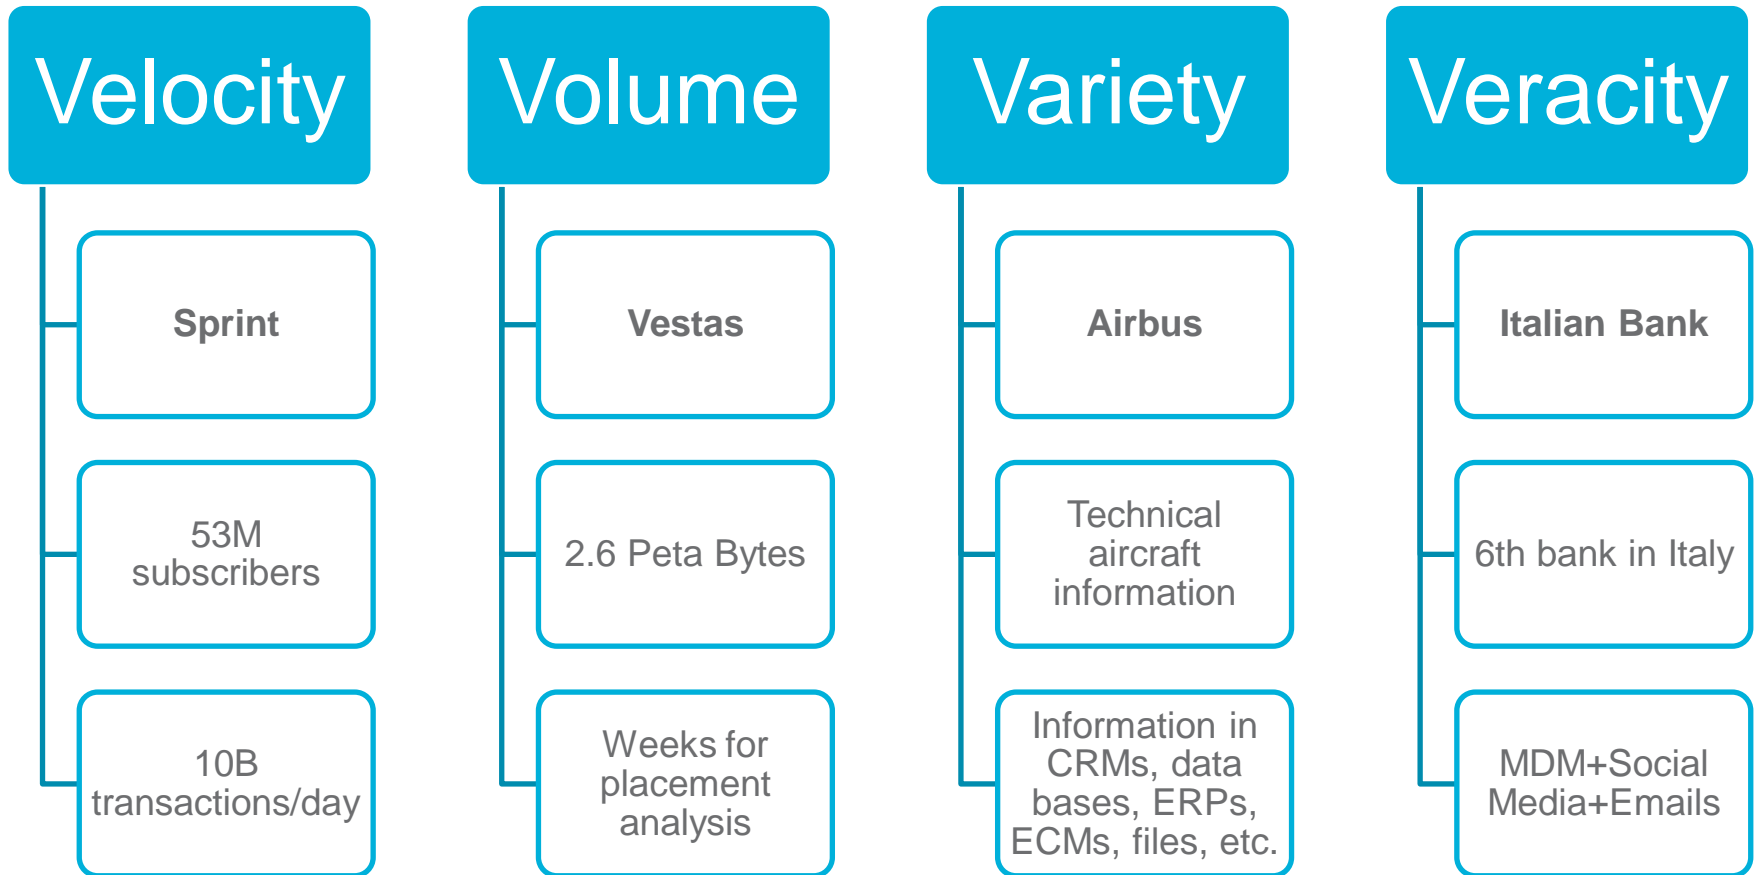 Velocity
Sprint
53M
subscribers
10B
transactions/day
Volume
Vestas
2.6 Peta Bytes
Weeks for
placement
analysis
Variety
Airbus
Technical
aircraft
information
Information in
CRMs, data
bases, ERPs,
ECMs, files, etc.
Veracity
Italian Bank
6th bank in Italy
MDM+Social
Media+Emails